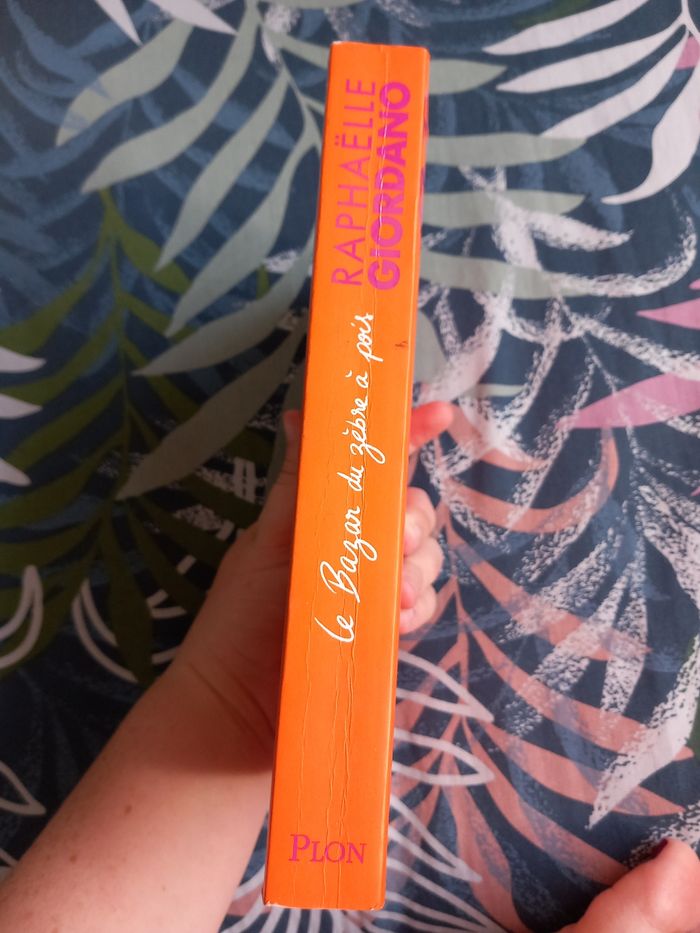 RAPHAËLLE
GIORDANO
le Bazar du zèbre à pois
PLON